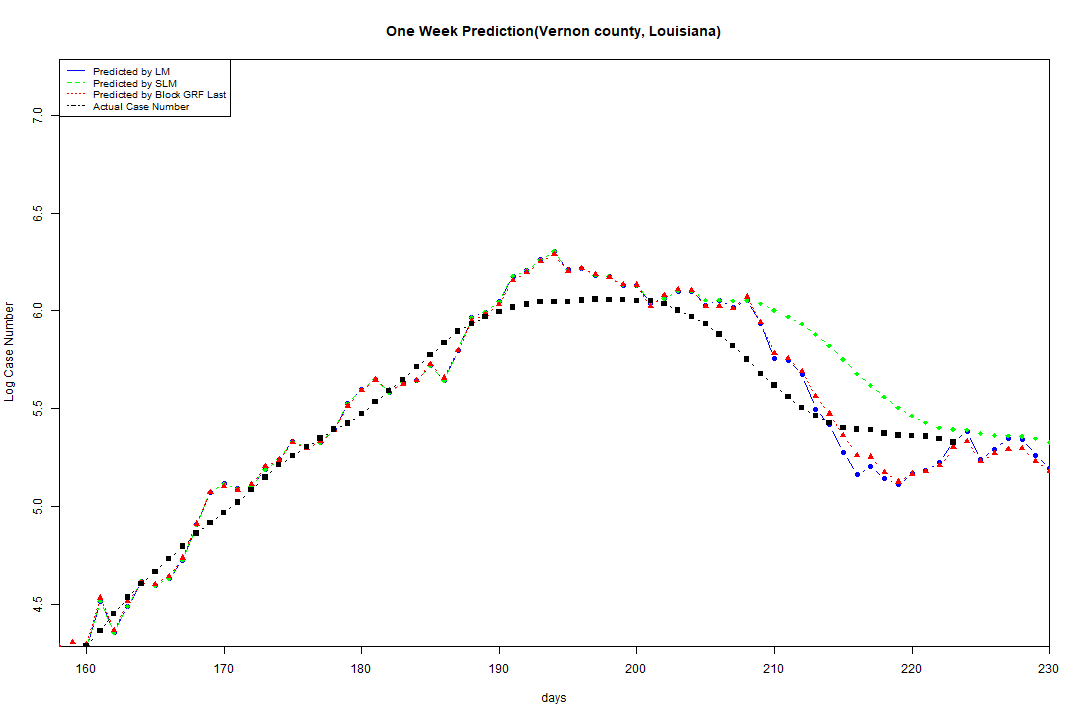 One Week Prediction(Vernon county, Louisiana)
Predicted by LM
Predicted by SLM
Predicted by Block GRF Last
Actual Case Number
7.0
6.5
6.0
5.5
5.0
4.5
Log Case Number
160 170 180 190 200 210 220 230
days